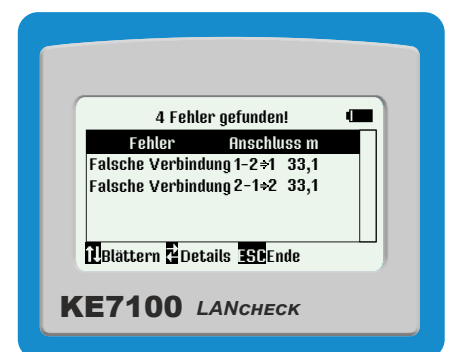 4 Fehler gefunden!
Fehler Anschluss m
Falsche Verbindung 1-2÷1 33,1
Falsche Verbindung 2-1÷2 33,1
↑↓Blättern ⇄Details ESC Ende
KE7100 LANCHECK